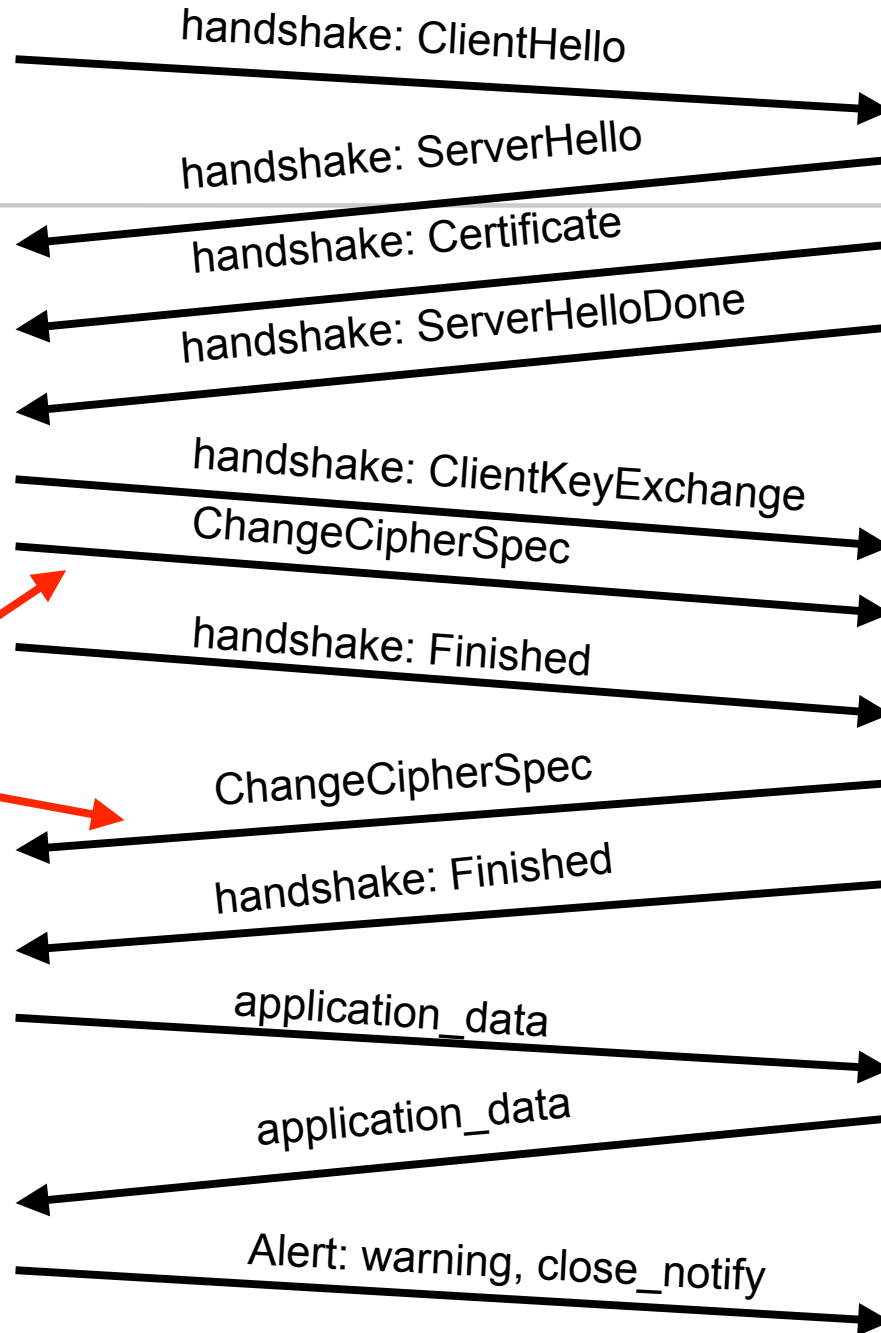 handshake: ClientHello
handshake: ServerHello
handshake: Certificate
handshake: ServerHelloDone
handshake: ClientKeyExchange
ChangeCipherSpec
handshake: Finished
ChangeCipherSpec
handshake: Finished
application_data
application_data
Alert: warning, close_notify